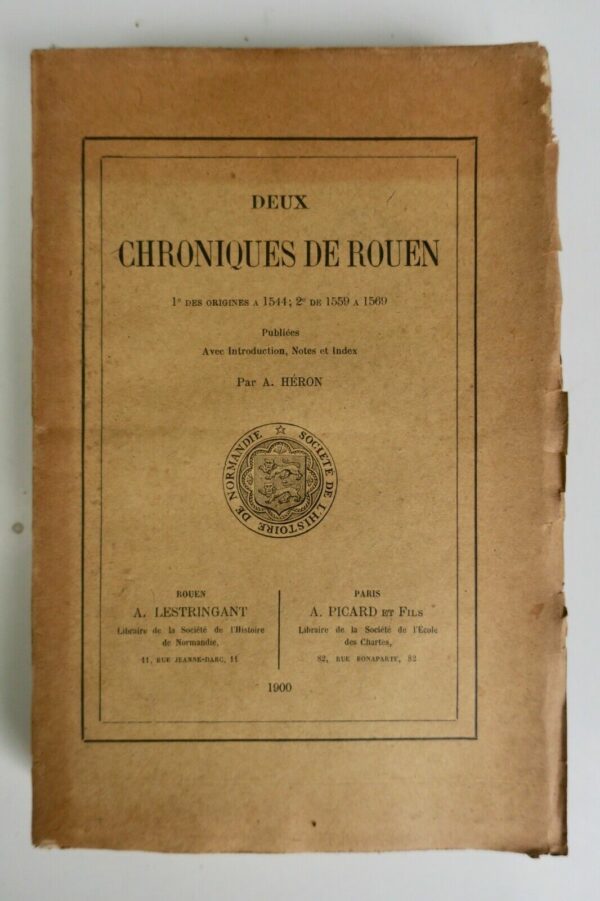 DEUX
CHRONIQUES DE ROUEN
1° DES ORIGINES A 1544; 2° DE 1559 A 1569
Publiées
Avec Introduction, Notes et Index
Par A. HÉRON
SOCIÉTÉ DE L'HISTOIRE DE NORMANDIE
ROUEN
A. LESTRINGANT
Libraire de la Société de l'Histoire
de Normandie,
11, RUE JEANNE-DARC, 11
PARIS
A. PICARD ET FILS
Libraire de la Société de l'École
des Chartes,
82, RUE BONAPARTE, 82
1900